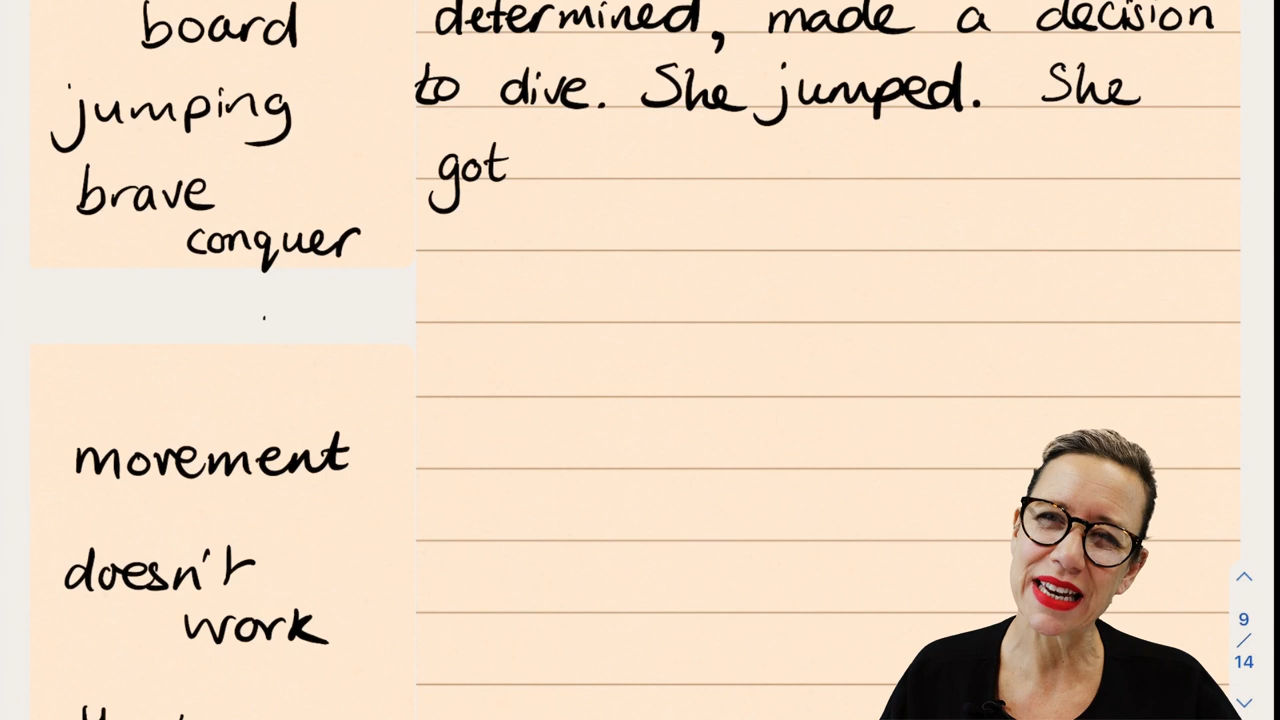 board
jumping
brave
conquer
movement
doesn't
work
determined, made a decision
to dive. She jumped. She
got
9
/
14